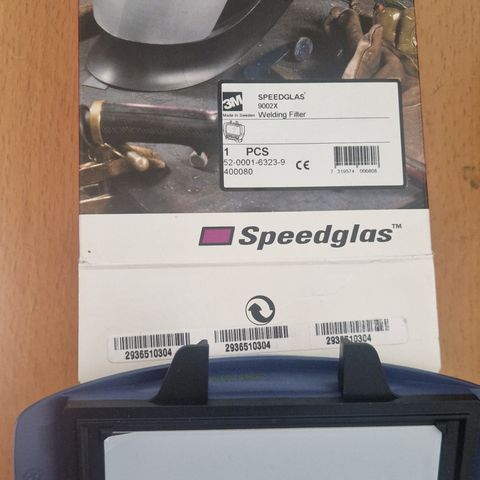 3M SPEEDGLAS®
9002X
Made in Sweden Welding Filter
1 PCS
52-0001-6323-9
400080
CE
7 319574 000808
Speedglas™
2936510304
2936510304
2936510304